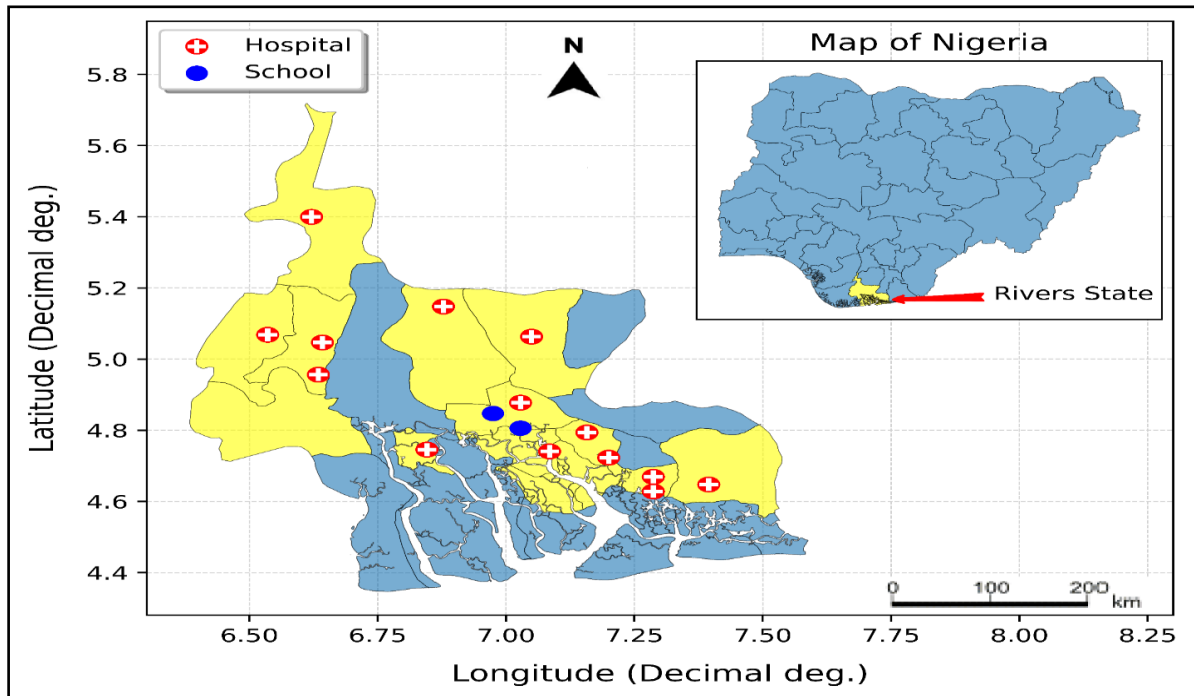 Hospital
School
N
Map of Nigeria
Rivers State
5.8
5.6
5.4
5.2
5.0
4.8
4.6
4.4
Latitude (Decimal deg.)
0 100 200 km
6.50 6.75 7.00 7.25 7.50 7.75 8.00 8.25
Longitude (Decimal deg.)